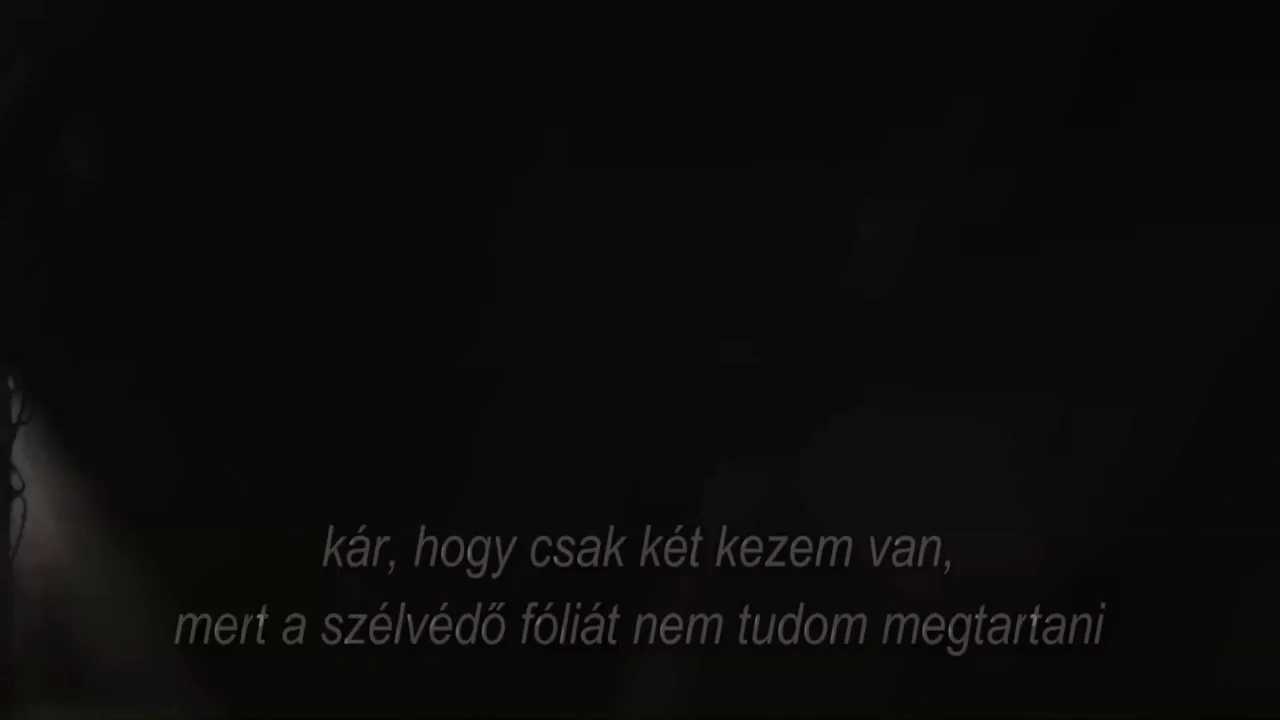 kár, hogy csak két kezem van,
mert a szélvédő fóliát nem tudom megtartani